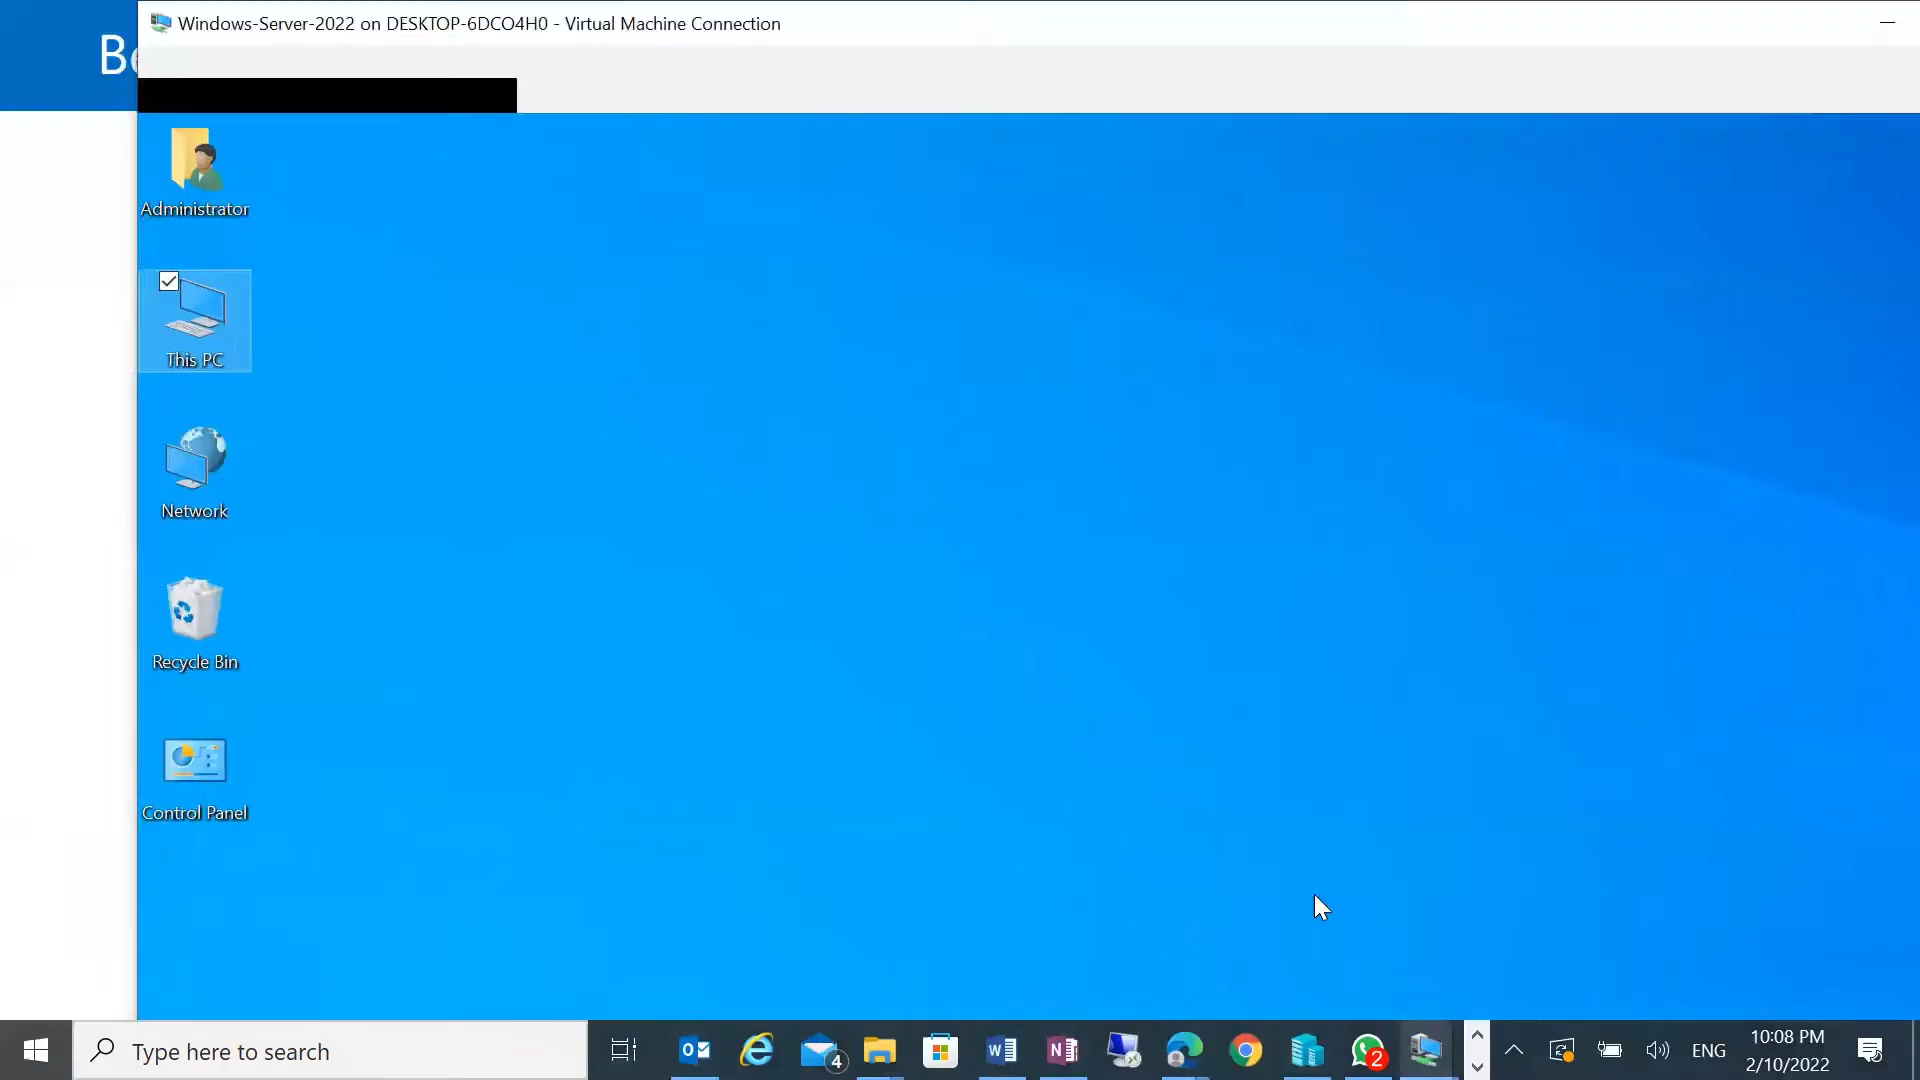 Windows-Server-2022 on DESKTOP-6DCO4H0 - Virtual Machine Connection
Administrator
This PC
Network
Recycle Bin
Control Panel
Type here to search
4
2
ENG
10:08 PM
2/10/2022